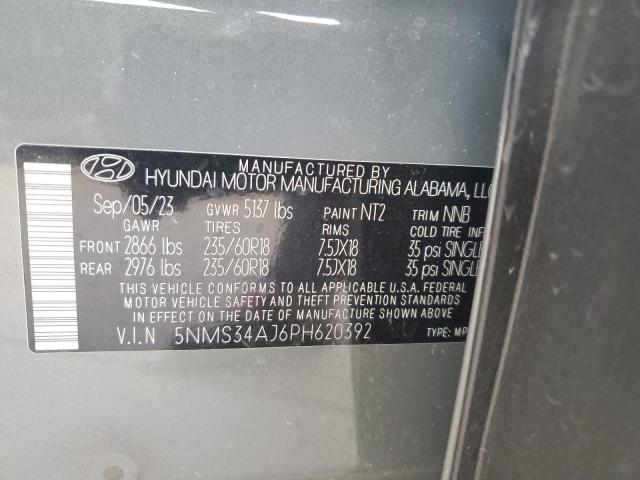 MANUFACTURED BY
HYUNDAI MOTOR MANUFACTURING ALABAMA, LLC
Sep/05/23 GVWR 5137 lbs PAINT NT2 TRIM NNB
GAWR TIRES RIMS COLD TIRE INF
FRONT 2866 lbs 235/60R18 7.5JX18 35 psi SINGLE
REAR 2976 lbs 235/60R18 7.5JX18 35 psi SINGLE
THIS VEHICLE CONFORMS TO ALL APPLICABLE U.S.A. FEDERAL
MOTOR VEHICLE SAFETY AND THEFT PREVENTION STANDARDS
IN EFFECT ON THE DATE OF MANUFACTURE SHOWN ABOVE
V.I.N 5NMS34AJ6PH620392 TYPE: MP